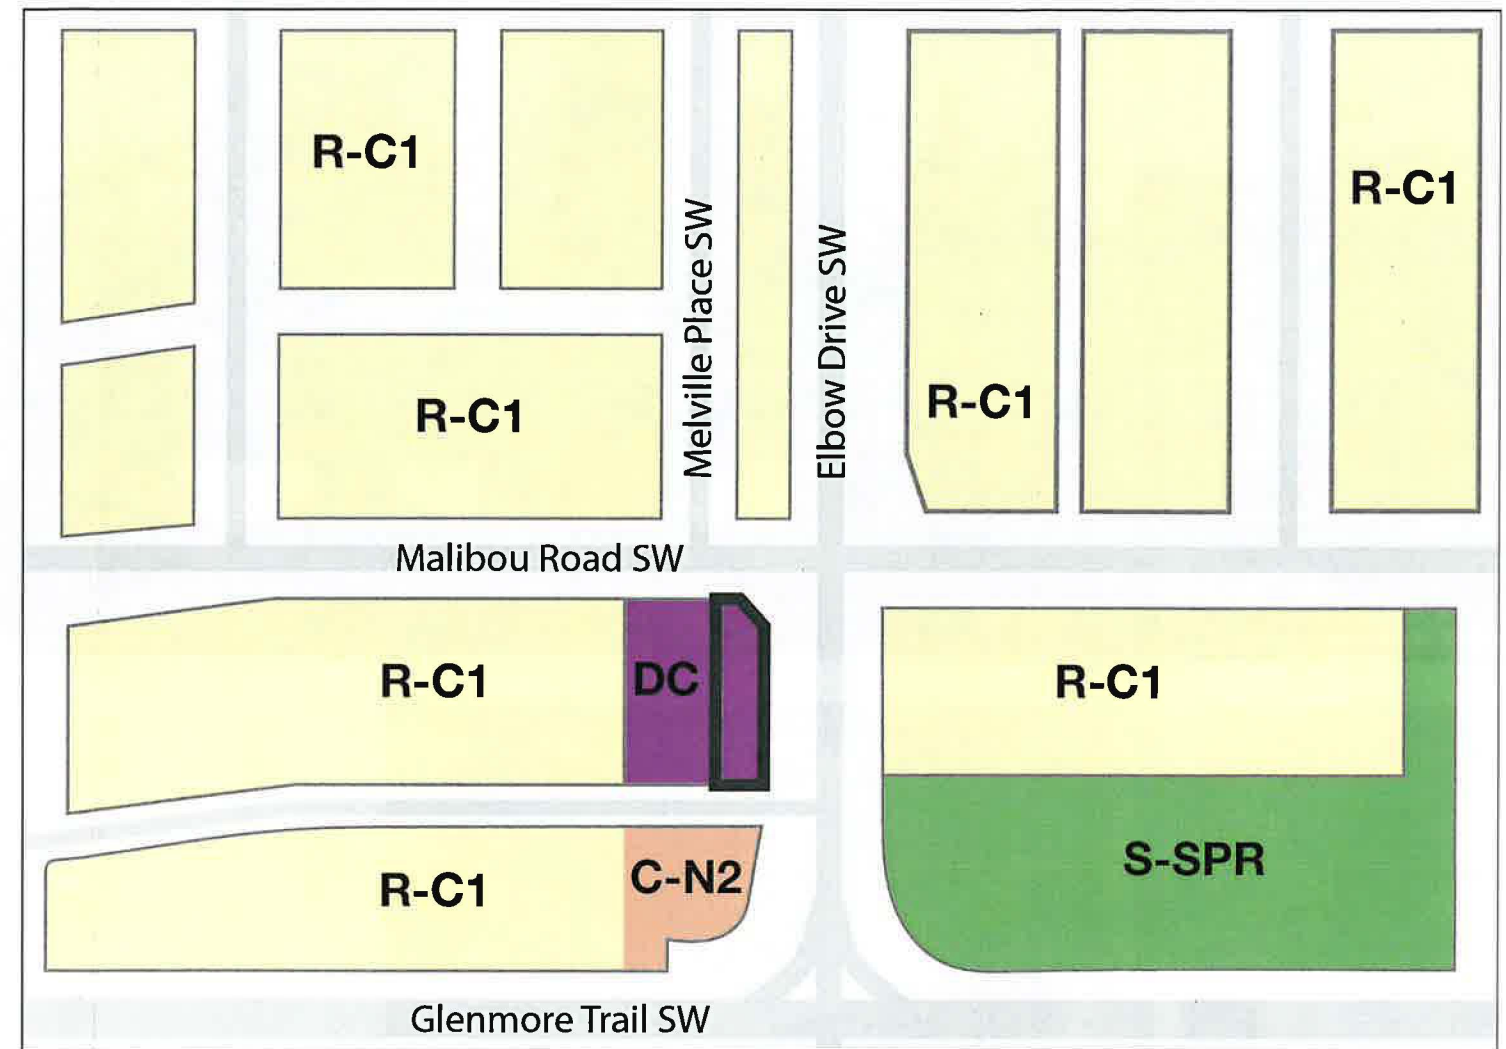 R-C1
R-C1
Melville Place SW
Elbow Drive SW
R-C1
R-C1
Malibou Road SW
R-C1
DC
R-C1
R-C1
C-N2
S-SPR
Glenmore Trail SW